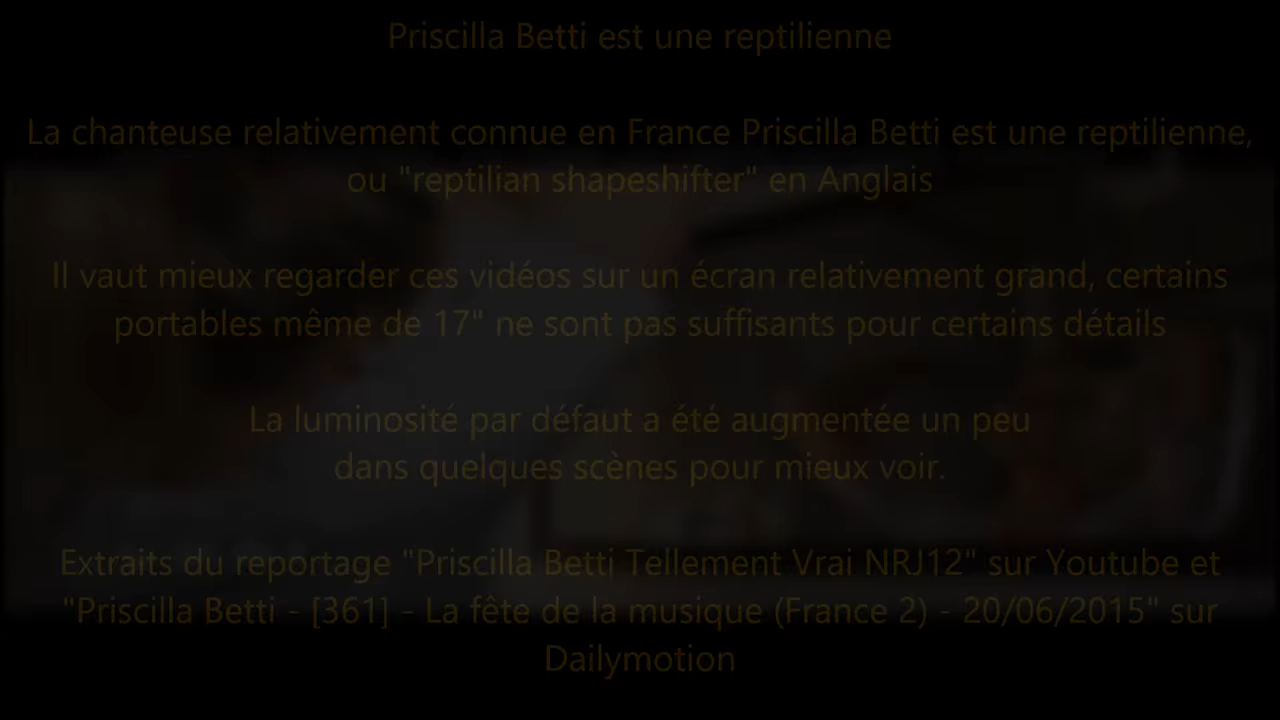 Priscilla Betti est une reptilienne
La chanteuse relativement connue en France Priscilla Betti est une reptilienne,
ou "reptilian shapeshifter" en Anglais
Il vaut mieux regarder ces vidéos sur un écran relativement grand, certains
portables même de 17" ne sont pas suffisants pour certains détails
La luminosité par défaut a été augmentée un peu
dans quelques scènes pour mieux voir.
Extraits du reportage "Priscilla Betti Tellement Vrai NRJ12" sur Youtube et
"Priscilla Betti - [361] - La fête de la musique (France 2) - 20/06/2015" sur
Dailymotion